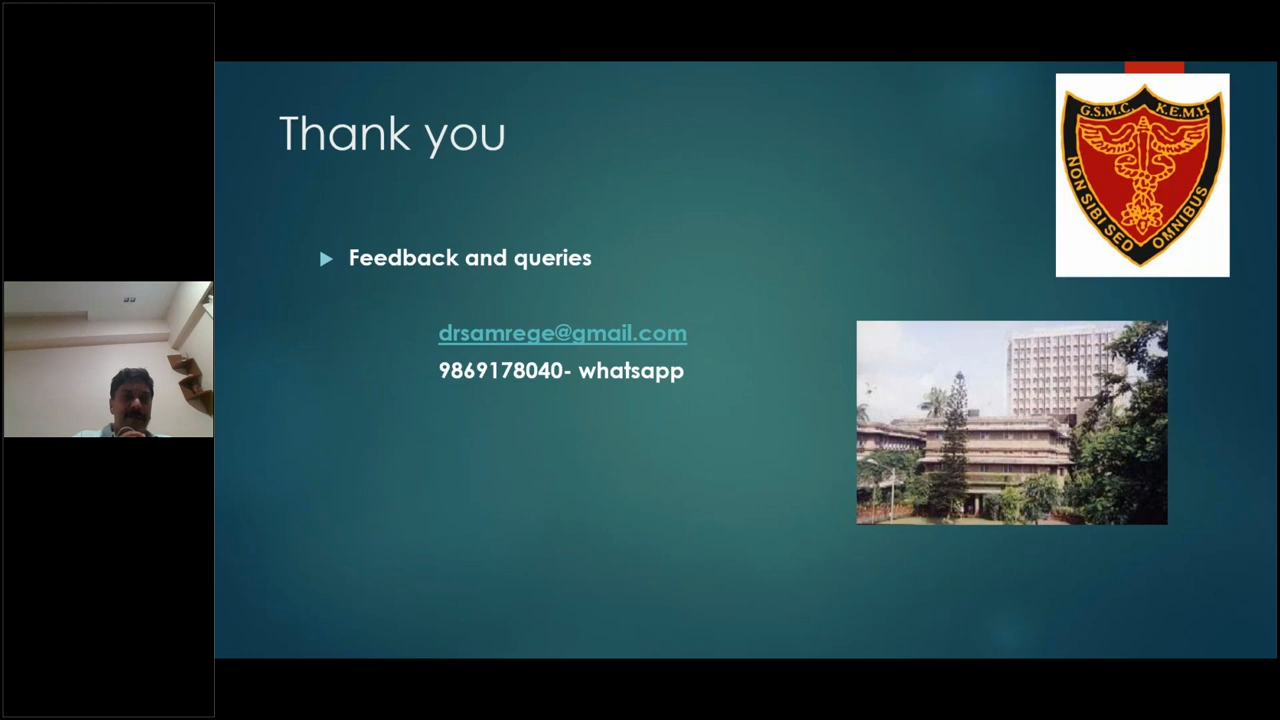 Thank you
G.S.M.C. K.E.M.H
NON SIBI SED OMNIBUS
Feedback and queries
drsamrege@gmail.com
9869178040- whatsapp